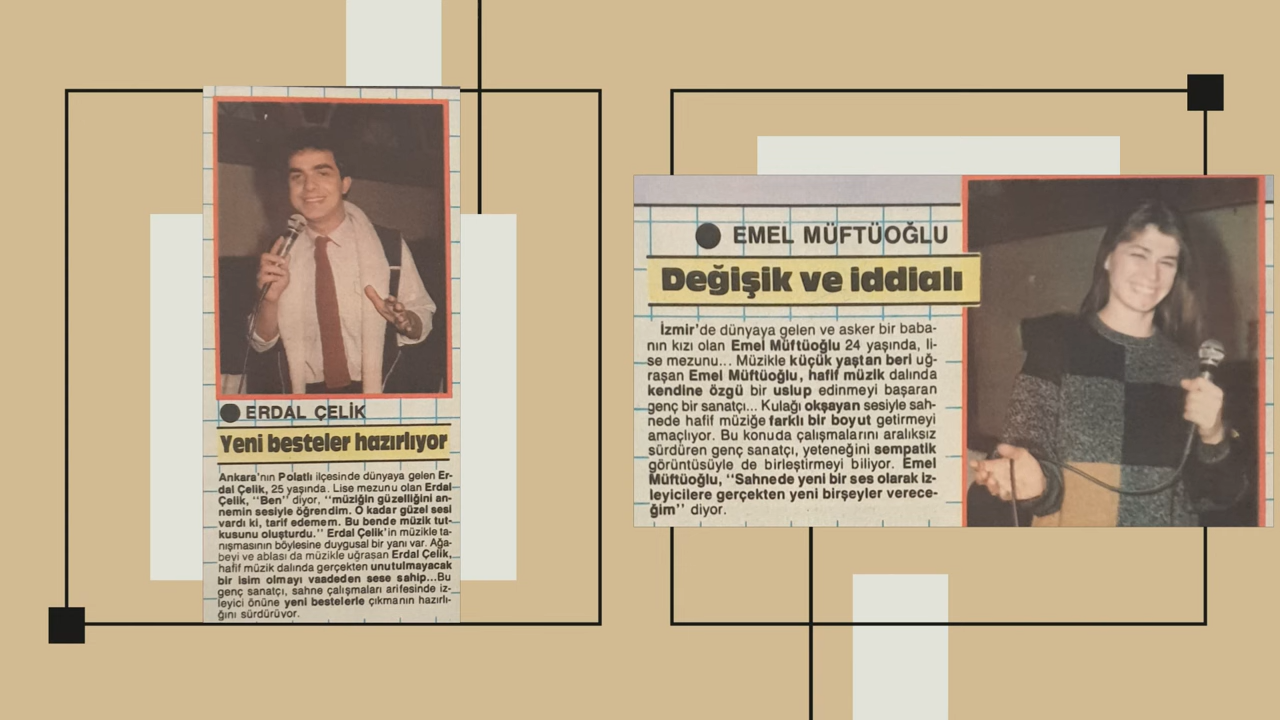 ERDAL ÇELİK
Yeni besteler hazırlıyor
Ankara'nın Polatlı ilçesinde dünyaya gelen Er-
dal Çelik, 25 yaşında. Lise mezunu olan Erdal
Çelik, "Ben" diyor, "müziğin güzelliğini an-
nemin sesiyle öğrendim. O kadar güzel sesi
vardı ki, tarif edemem. Bu bende müzik tut-
kusunu oluşturdu." Erdal Çelik'in müzikle ta-
nışmasının böylesine duygusal bir yanı var. Ağa-
beyi ve ablası da müzikle uğrasan Erdal Çelik,
hafif müzik dalında gerçekten unutulmayacak
bir isim olmayı vaadeden sese sahip...Bu
genç sanatçı, sahne çalışmaları arifesinde iz-
leyici önüne yeni bestelerle çıkmanın hazırlı-
ğını sürdürüyor.
EMEL MÜFTÜOĞLU
Değişik ve iddialı
İzmir'de dünyaya gelen ve asker bir baba-
nın kızı olan Emel Müftüoğlu 24 yaşında, li-
se mezunu... Müzikle küçük yaştan beri uğ-
raşan Emel Müftüoğlu, hafif müzik dalında
kendine özgü bir uslup edinmeyi başaran
genç bir sanatçı... Kulağı okşayan sesiyle sah-
nede hafif müziğe farklı bir boyut getirmeyi
amaçlıyor. Bu konuda çalışmalarını aralıksız
sürdüren genç sanatçı, yeteneğini sempatik
görüntüsüyle de birleştirmeyi biliyor. Emel
Müftüoğlu, "Sahnede yeni bir ses olarak iz-
leyicilere gerçekten yeni birşeyler verece-
ğim" diyor.